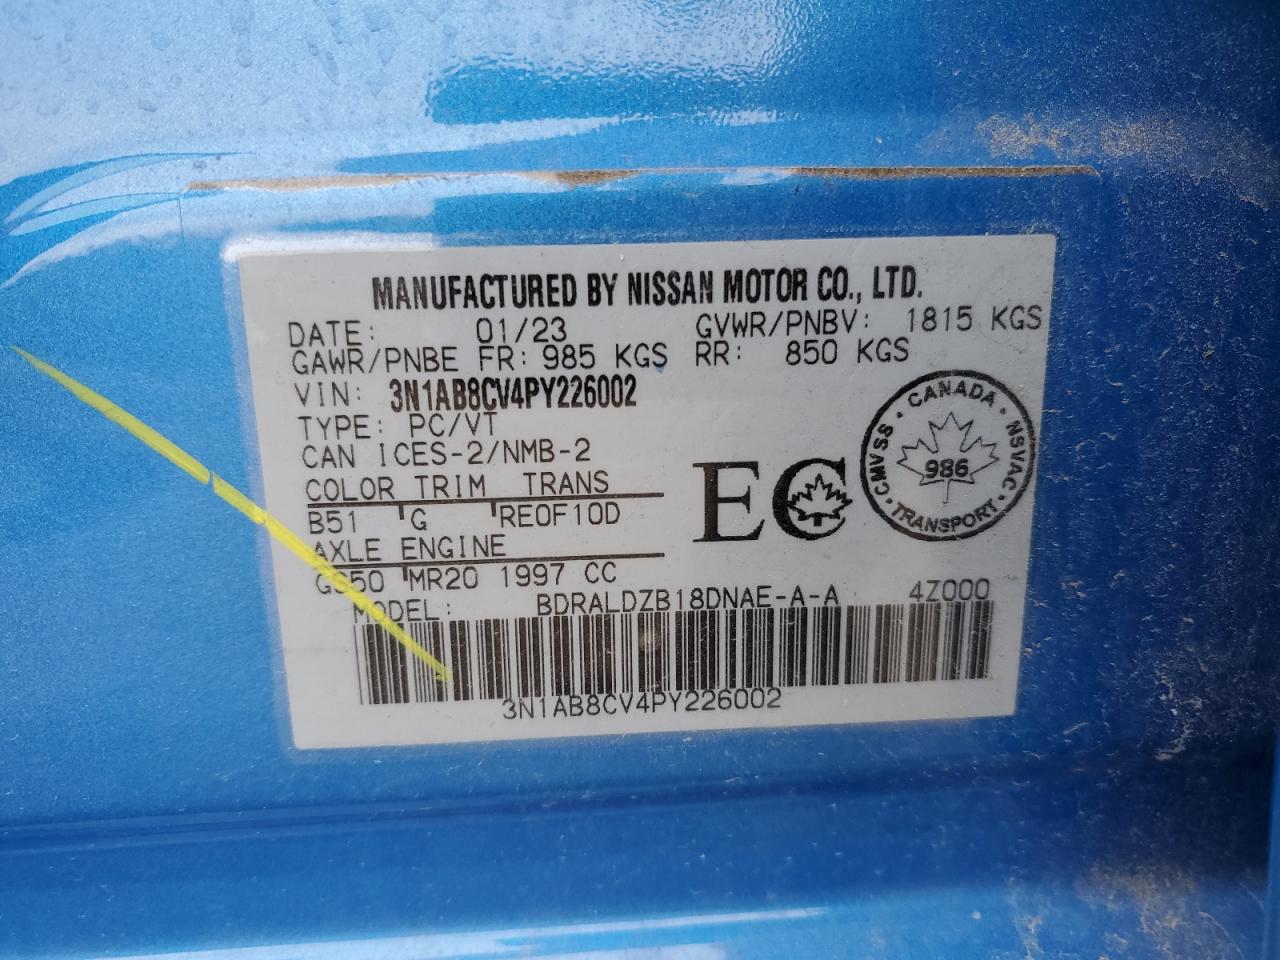 MANUFACTURED BY NISSAN MOTOR CO., LTD.
DATE: 01/23 GVWR/PNBV: 1815 KGS
GAWR/PNBE FR: 985 KGS RR: 850 KGS
VIN: 3N1AB8CV4PY226002
TYPE: PC/VT
CAN ICES-2/NMB-2
COLOR TRIM TRANS
B51 G RE0F10D
AXLE ENGINE
GS50 MR20 1997 CC
MODEL: BDRALDZB18DNAE-A-A 4Z000
3N1AB8CV4PY226002
EC
CANADA · NSVAC · TRANSPORT · CMVSS ·
986